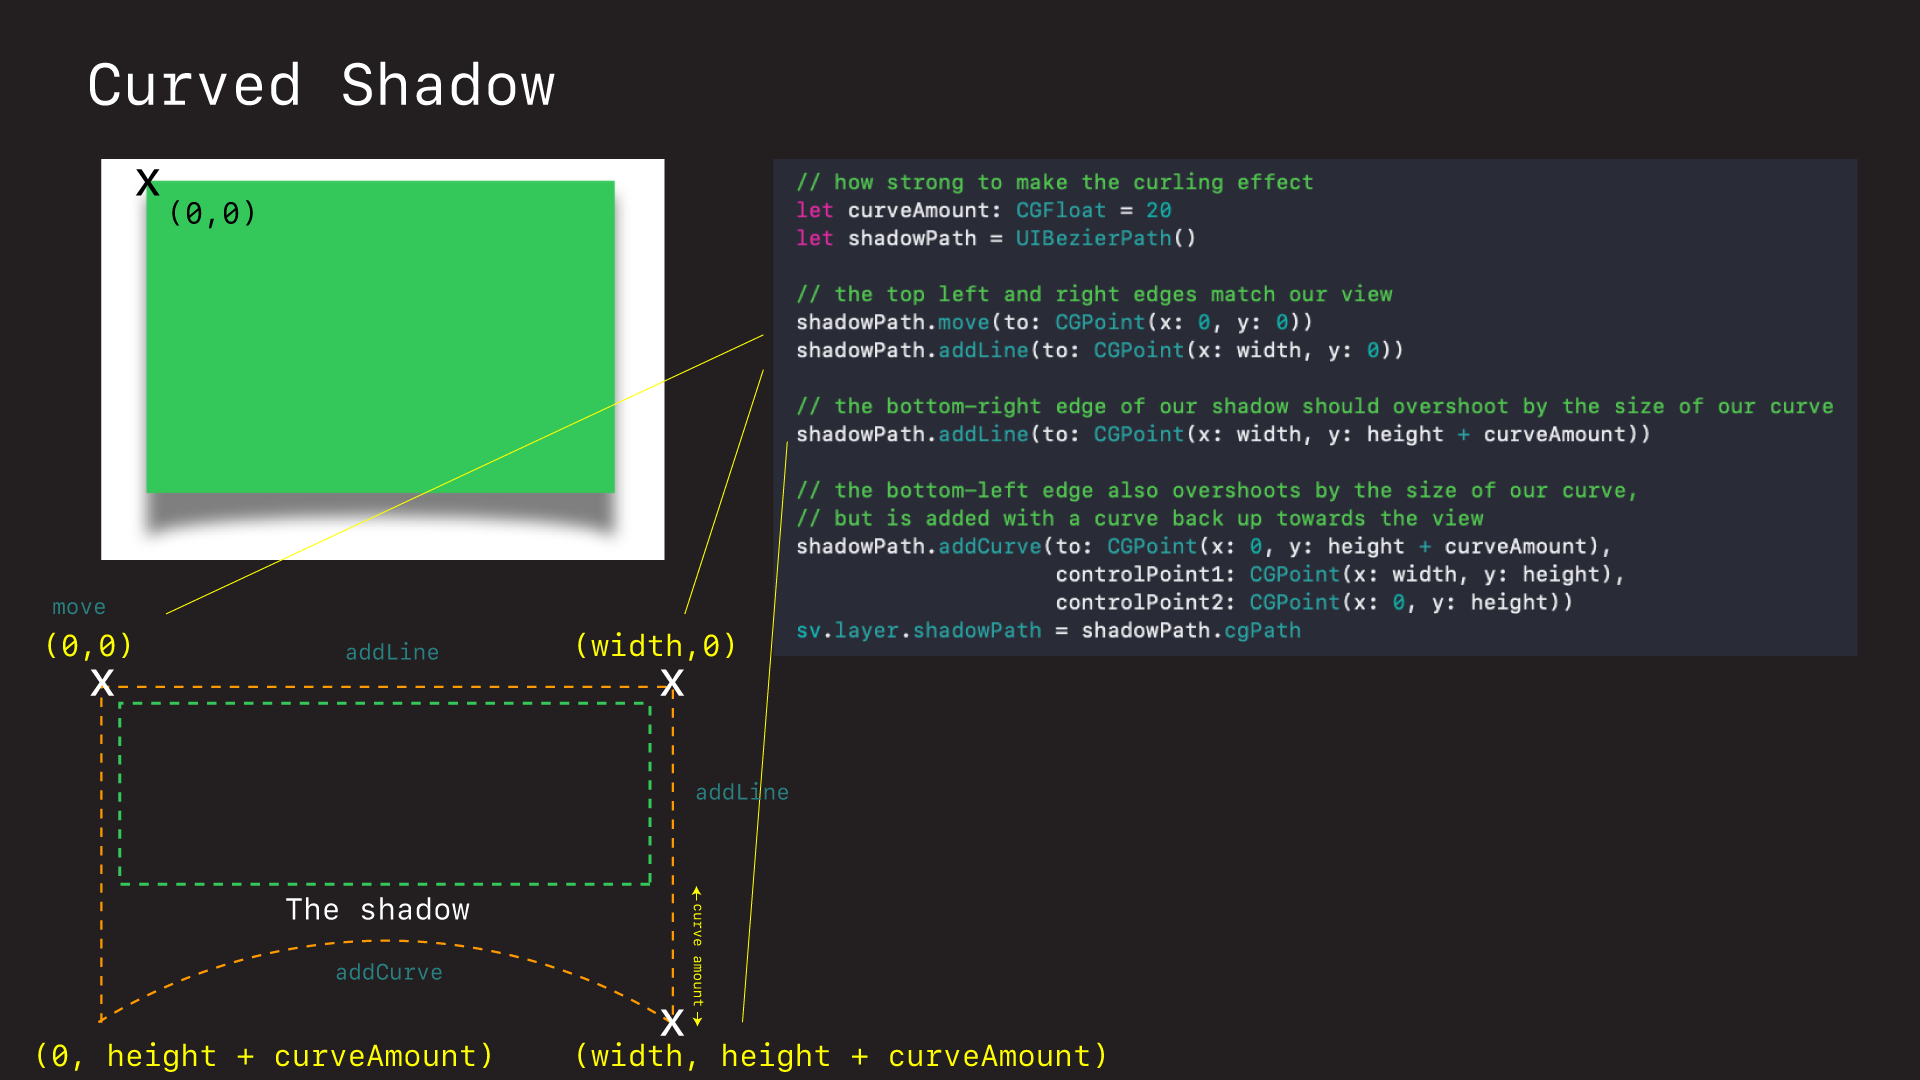 Curved Shadow
X
(0,0)
// how strong to make the curling effect
let curveAmount: CGFloat = 20
let shadowPath = UIBezierPath()
// the top left and right edges match our view
shadowPath.move(to: CGPoint(x: 0, y: 0))
shadowPath.addLine(to: CGPoint(x: width, y: 0))
// the bottom–right edge of our shadow should overshoot by the size of our curve
shadowPath.addLine(to: CGPoint(x: width, y: height + curveAmount))
// the bottom–left edge also overshoots by the size of our curve,
// but is added with a curve back up towards the view
shadowPath.addCurve(to: CGPoint(x: 0, y: height + curveAmount),
controlPoint1: CGPoint(x: width, y: height),
controlPoint2: CGPoint(x: 0, y: height))
sv.layer.shadowPath = shadowPath.cgPath
move
(0,0)
addLine
(width,0)
X
X
addLine
The shadow
curve amount
addCurve
X
(0, height + curveAmount)
(width, height + curveAmount)